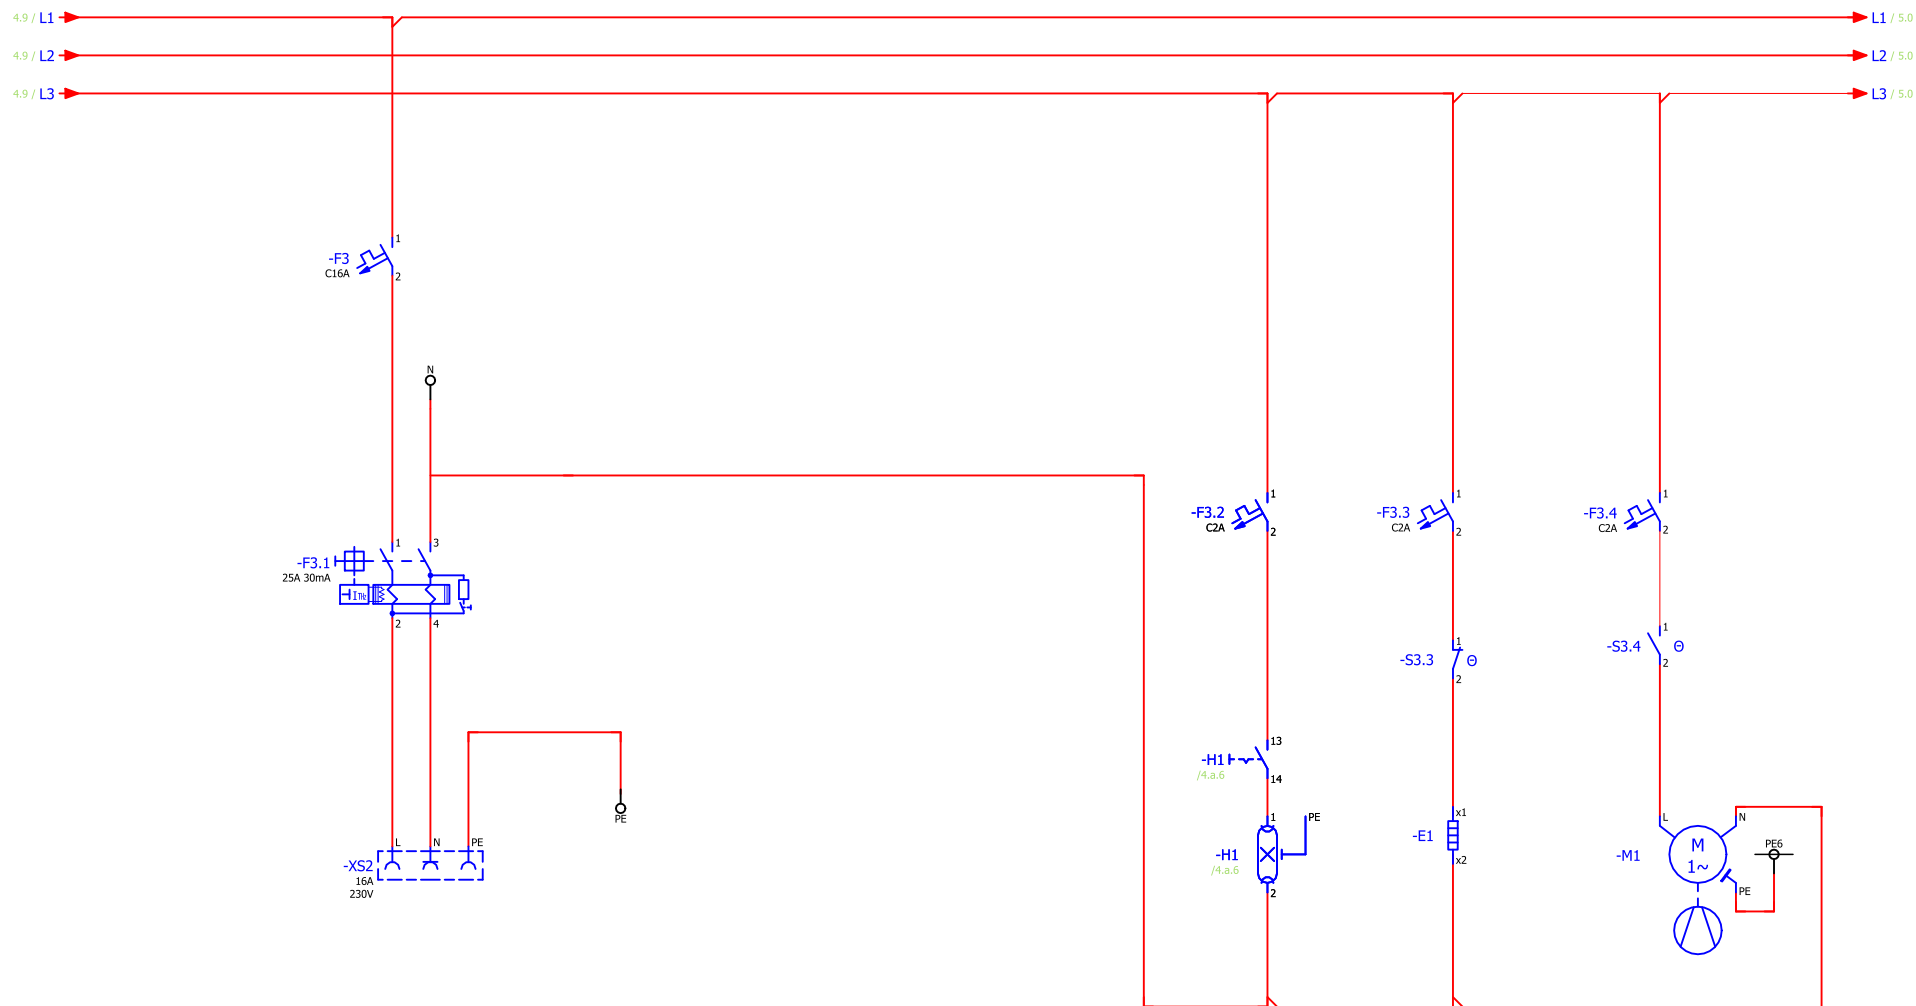 4.9 / L1
L1 / 5.0
4.9 / L2
L2 / 5.0
4.9 / L3
L3 / 5.0
1
-F3
C16A
2
N
1
-F3.2
C2A
2
1
-F3.3
C2A
2
1
-F3.4
C2A
2
1
3
-F3.1
25A 30mA
I
2
4
1
-S3.3
Θ
2
1
-S3.4
Θ
2
13
-H1
/4.a.6
14
PE
L
N
PE
-XS2
16A
230V
1
PE
-H1
/4.a.6
2
x1
-E1
x2
L
N
M
1~
-M1
PE6
PE